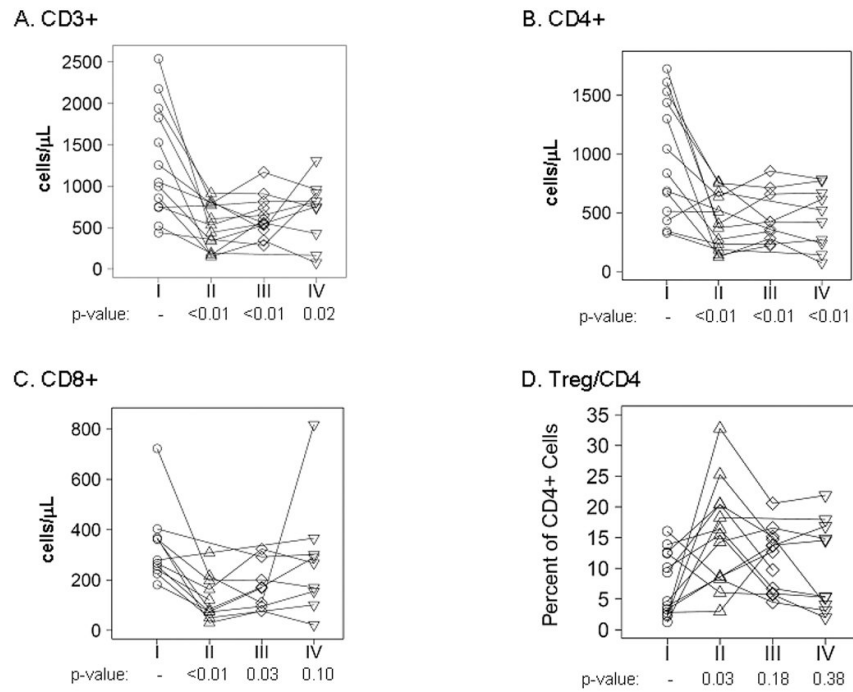 A. CD3+
cells/µL
2500
2000
1500
1000
500
0
I II III IV
p-value: - <0.01 <0.01 0.02
B. CD4+
cells/µL
1500
1000
500
0
I II III IV
p-value: - <0.01 <0.01 <0.01
C. CD8+
cells/µL
800
600
400
200
0
I II III IV
p-value: - <0.01 0.03 0.10
D. Treg/CD4
Percent of CD4+ Cells
35
30
25
20
15
10
5
0
I II III IV
p-value: - 0.03 0.18 0.38